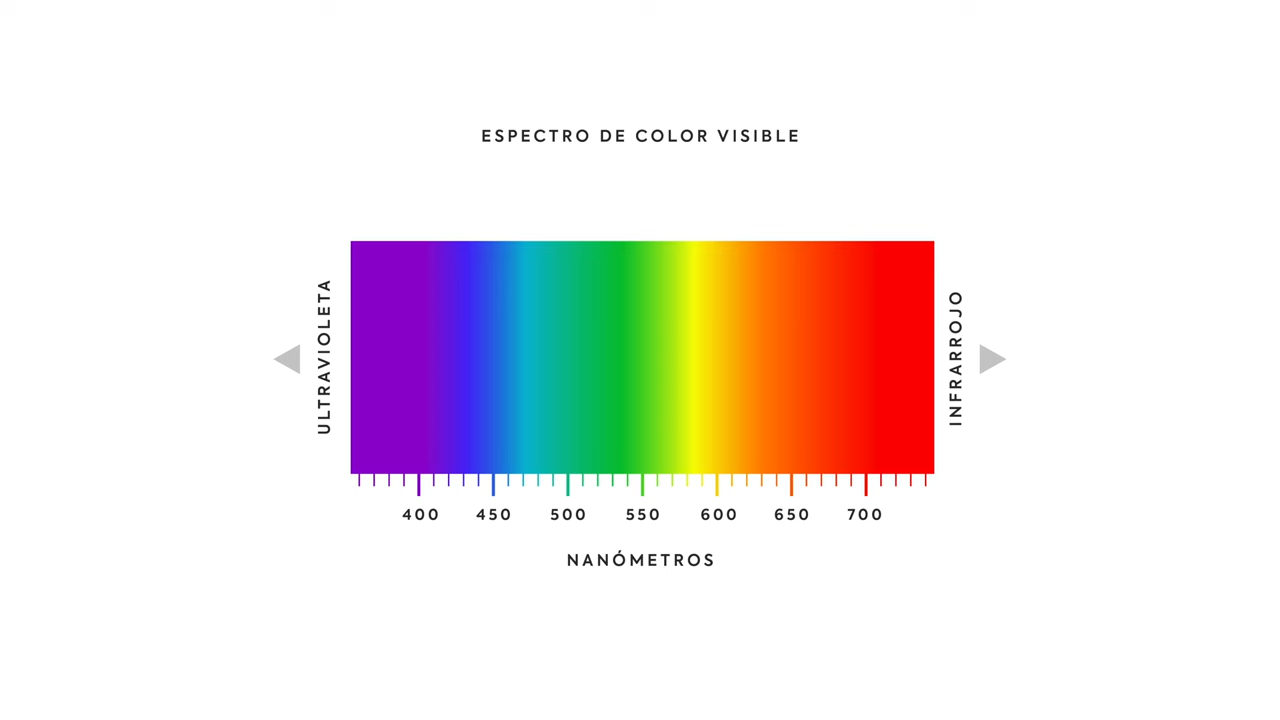 ESPECTRO DE COLOR VISIBLE
ULTRAVIOLETA
INFRARROJO
400 450 500 550 600 650 700
NANÓMETROS